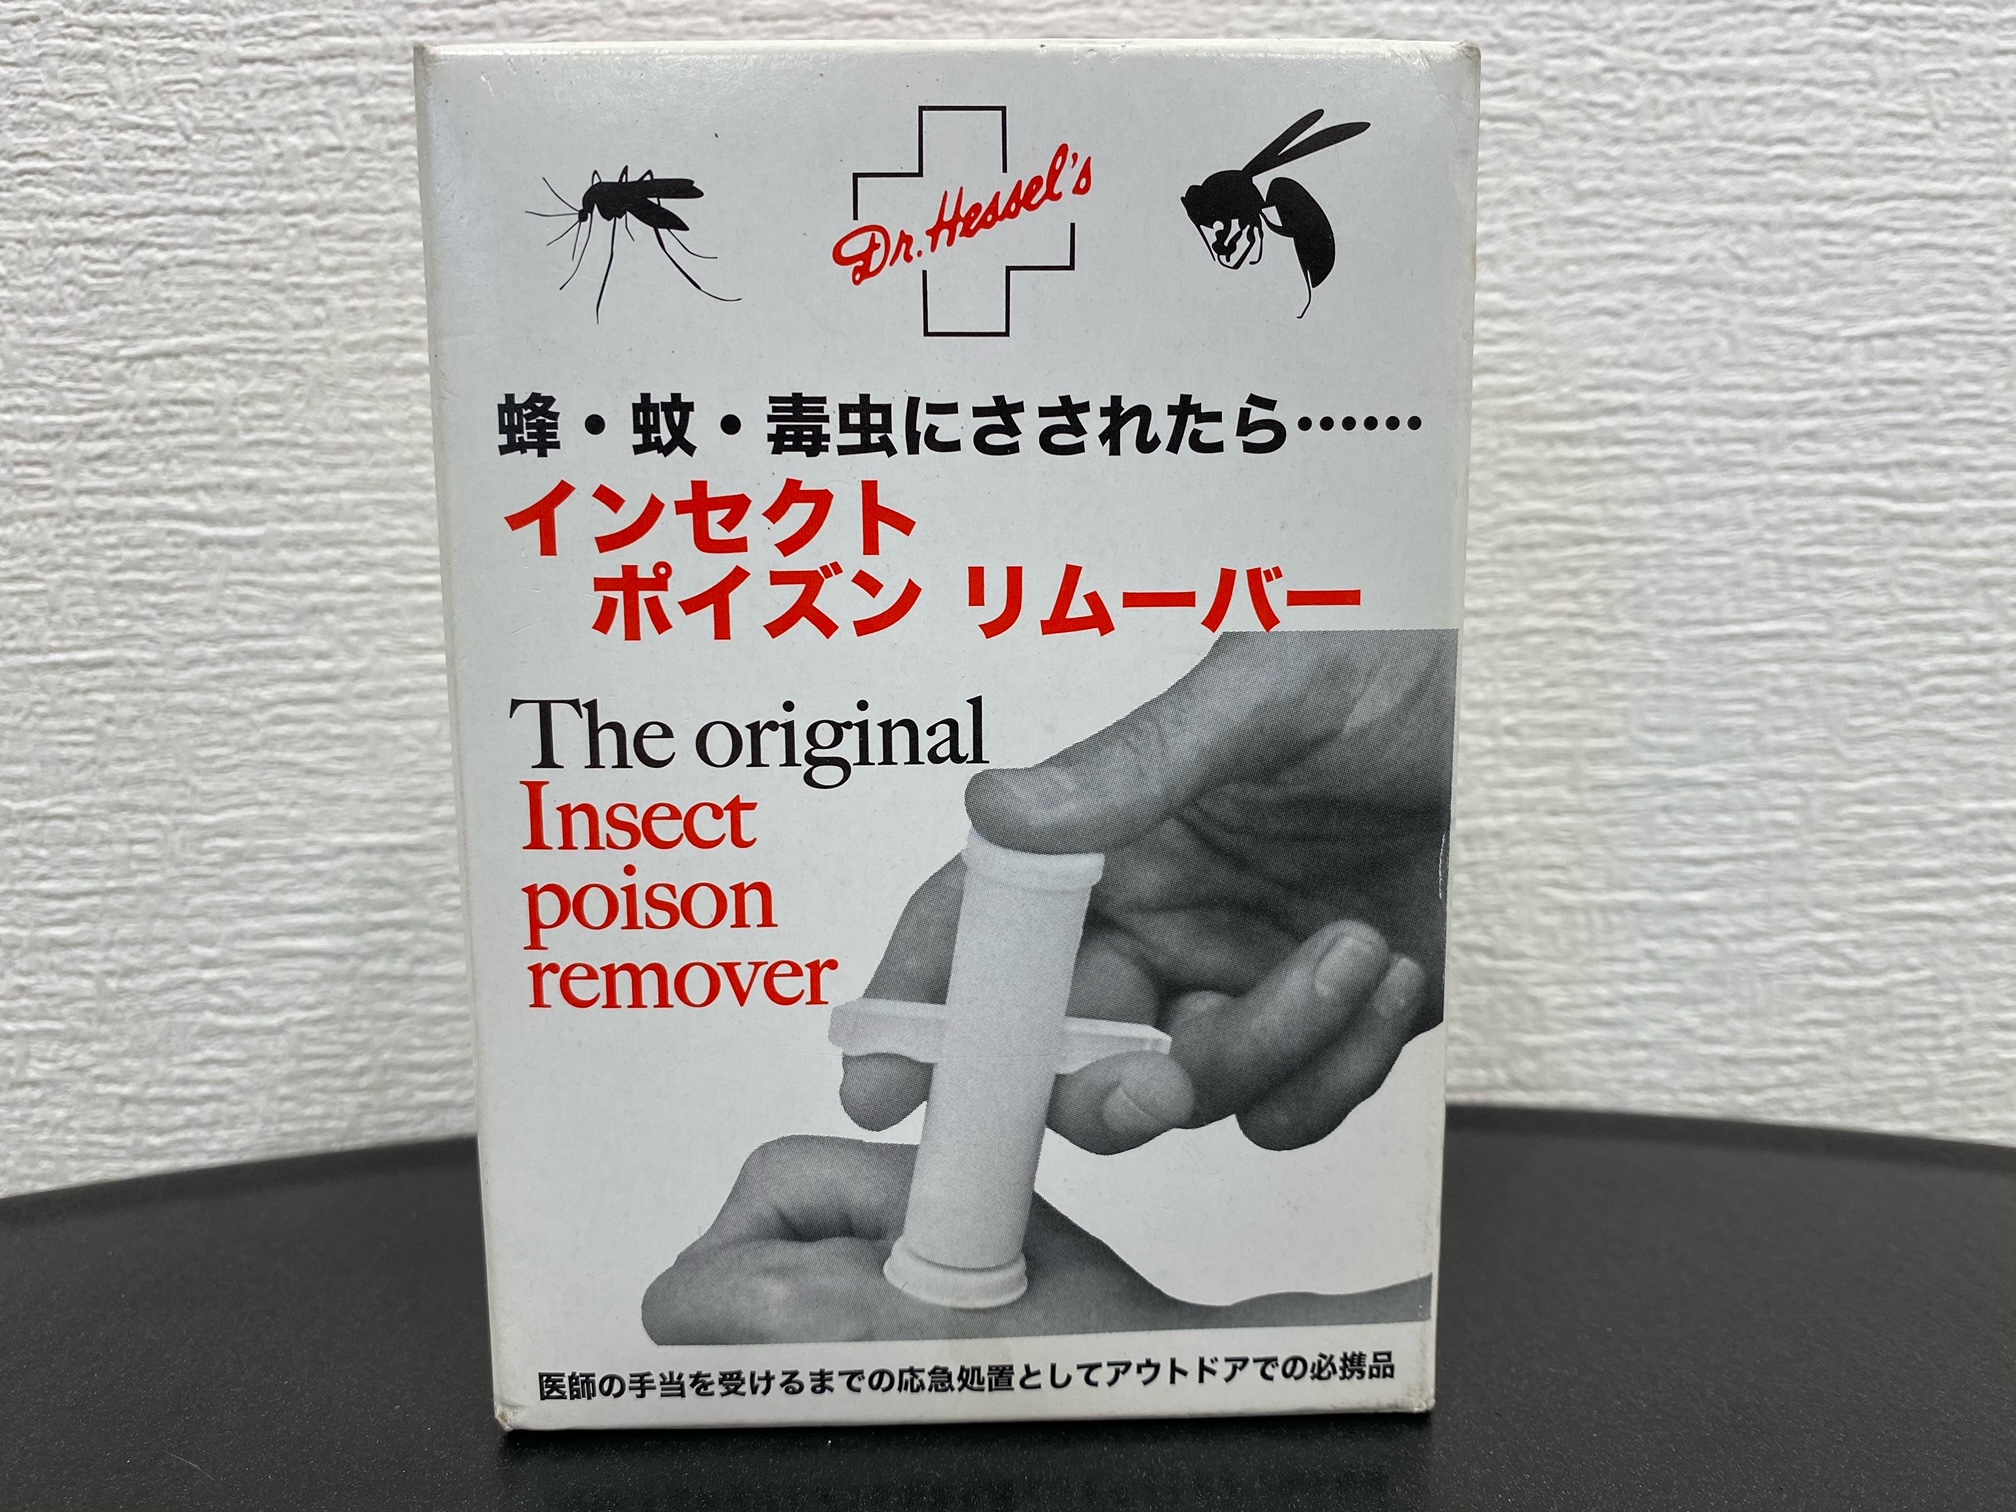 Dr. Hessel's
蜂・蚊・毒虫にさされたら……
インセクト
ポイズン リムーバー
The original
Insect
poison
remover
医師の手当を受けるまでの応急処置としてアウトドアでの必携品